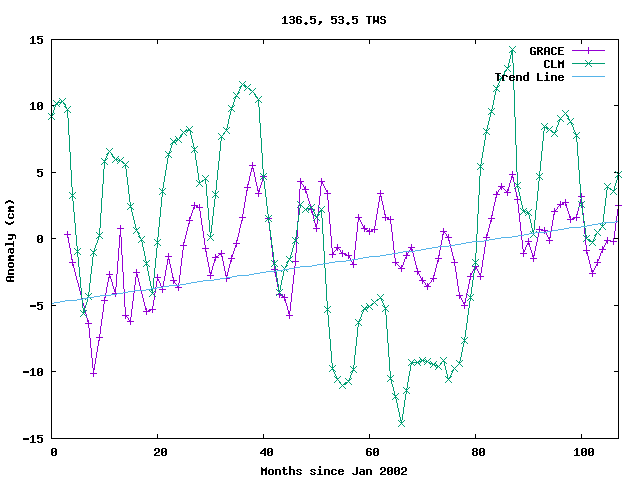 136.5, 53.5 TWS
GRACE
CLM
Trend Line
15
10
5
0
-5
-10
-15
Anomaly (cm)
0 20 40 60 80 100
Months since Jan 2002